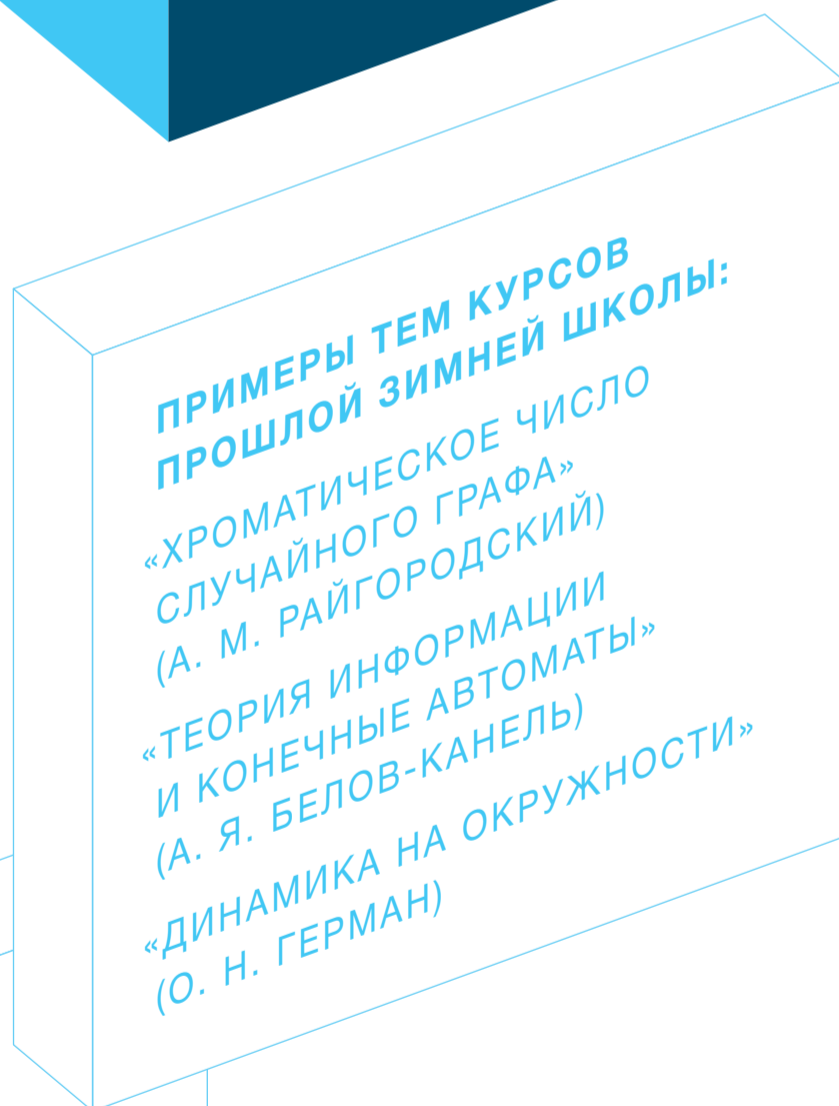 ПРИМЕРЫ ТЕМ КУРСОВ
ПРОШЛОЙ ЗИМНЕЙ ШКОЛЫ:
«ХРОМАТИЧЕСКОЕ ЧИСЛО
СЛУЧАЙНОГО ГРАФА»
(А. М. РАЙГОРОДСКИЙ)
«ТЕОРИЯ ИНФОРМАЦИИ
И КОНЕЧНЫЕ АВТОМАТЫ»
(А. Я. БЕЛОВ-КАНЕЛЬ)
«ДИНАМИКА НА ОКРУЖНОСТИ»
(О. Н. ГЕРМАН)